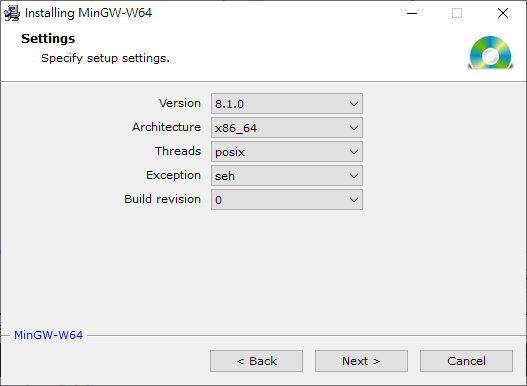 Installing MinGW-W64
Settings
Specify setup settings.
Version 8.1.0
Architecture x86_64
Threads posix
Exception seh
Build revision 0
MinGW-W64
< Back Next > Cancel